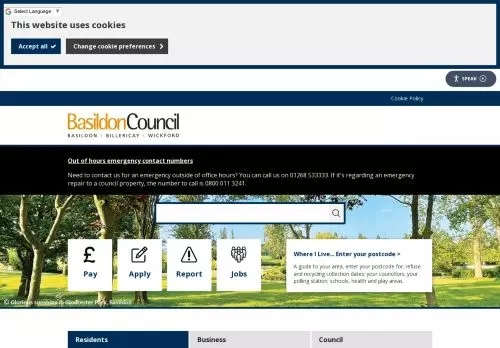 Select Language ▼
This website uses cookies
Accept all
Change cookie preferences
SPEAK
Cookie Policy
BasildonCouncil
BASILDON | BILLERICAY | WICKFORD
Out of hours emergency contact numbers
Need to contact us for an emergency outside of office hours? You can call us on 01268 533333. If it's regarding an emergency
repair to a council property, the number to call is 0800 011 3241.
£
Pay
Apply
Report
Jobs
Where I Live... Enter your postcode >
A guide to your area, enter your postcode for: refuse
and recycling collection dates; your councillors, your
polling station, schools, health and play areas.
© Glorious sunshine in Gloucester Park, Basildon
Residents
Business
Council